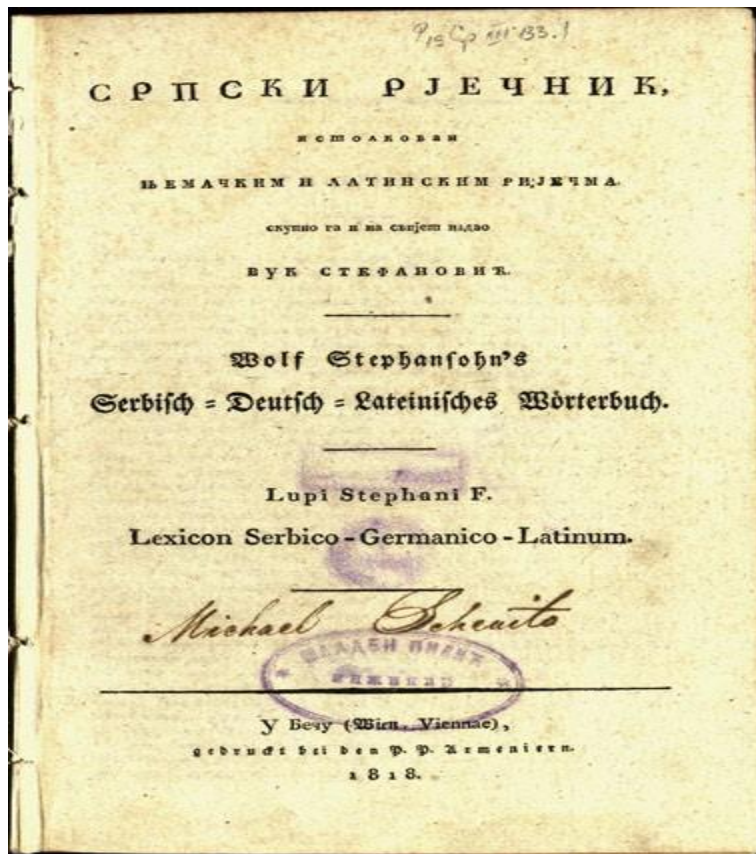 СРПСКИ РЈЕЧНИК,
истолкован
ЊЕМАЧКИМ И ЛАТИНСКИМ РИЈЕЧМА.
скупио га и на свијет издао
ВУК СТЕФАНОВИЋ.
Wolf Stephanſohn's
Serbiſch = Deutſch = Lateiniſches Wörterbuch.
Lupi Stephani F.
Lexicon Serbico-Germanico-Latinum.
Michael
МЛАДЕН
У Бечу (Wien, Viennae),
gedruckt bei den P. P. Armeniern.
1818.